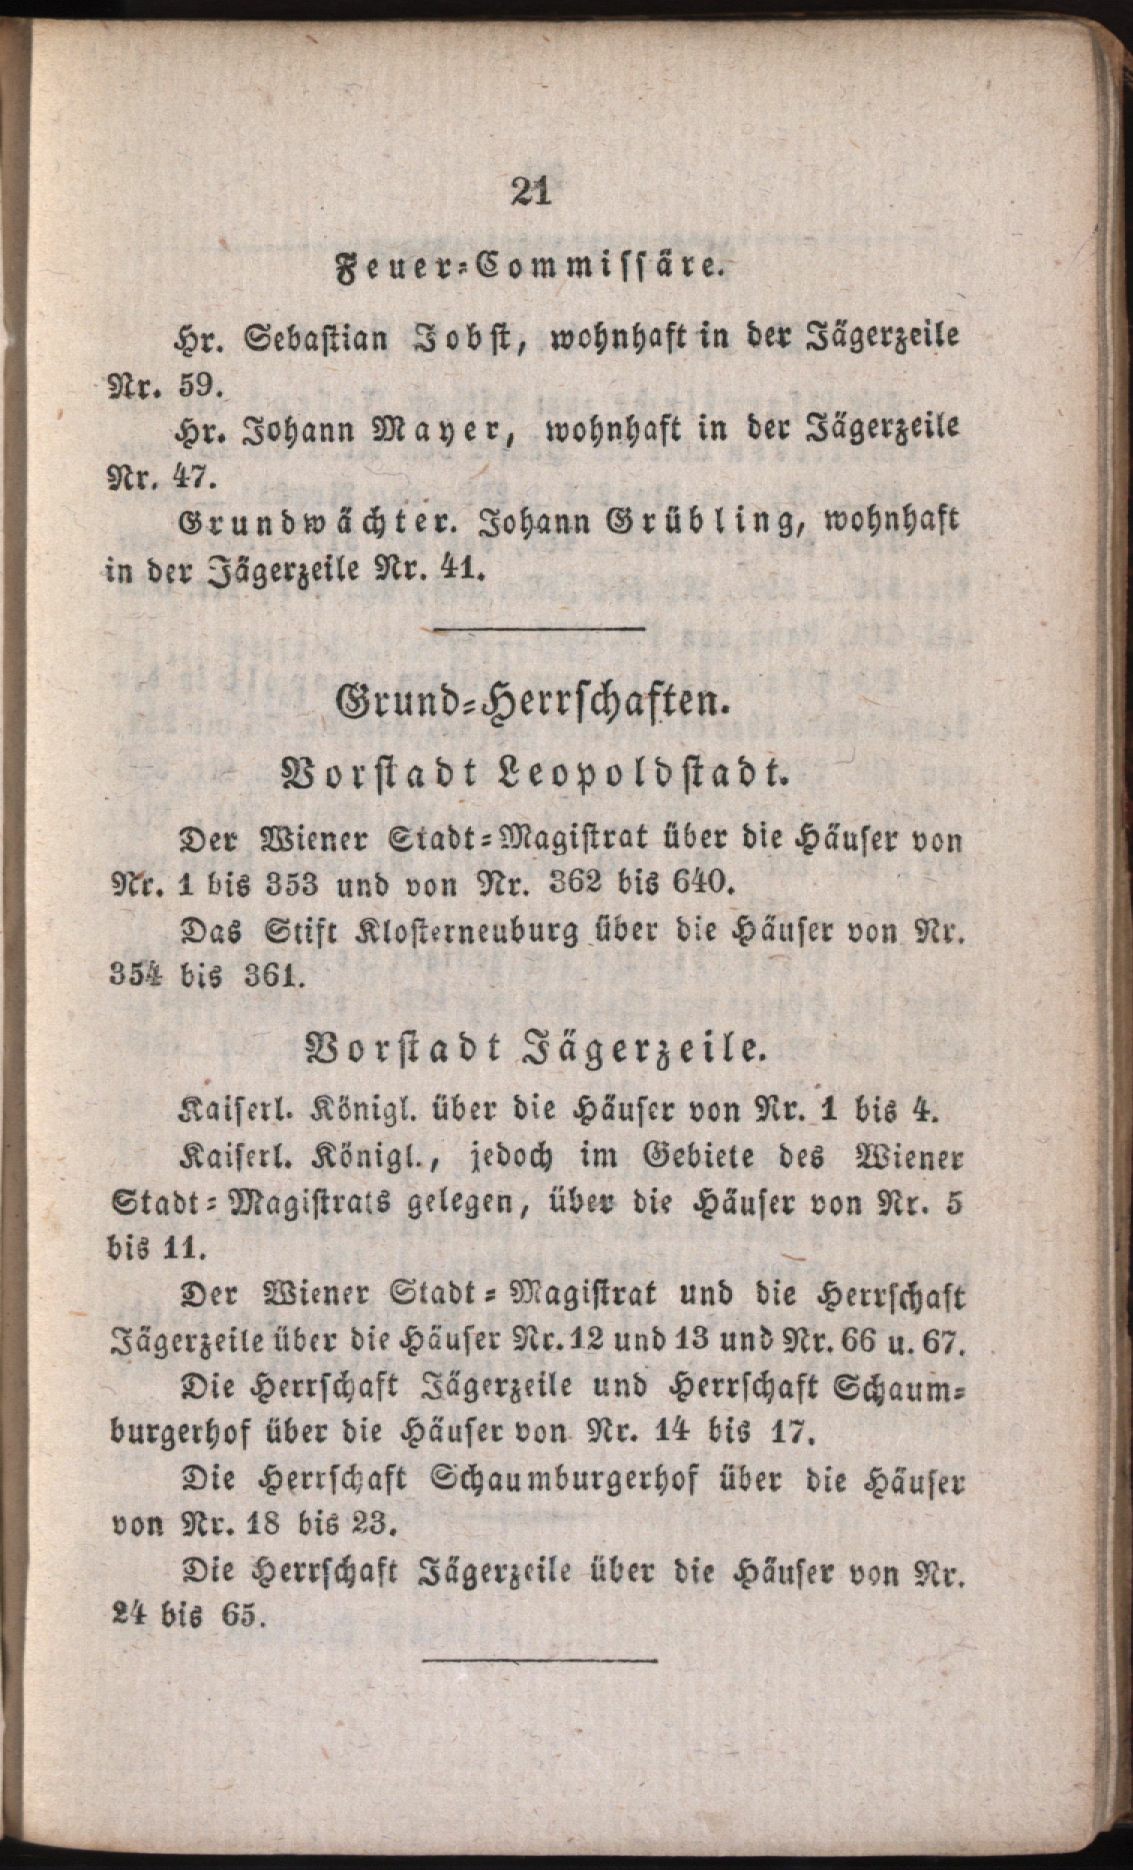 21
Feuer-Commissäre.
Hr. Sebastian Jobst, wohnhaft in der Jägerzeile
Nr. 59.
Hr. Johann Mayer, wohnhaft in der Jägerzeile
Nr. 47.
Grundwächter. Johann Grübling, wohnhaft
in der Jägerzeile Nr. 41.
Grund-Herrschaften.
Vorstadt Leopoldstadt.
Der Wiener Stadt-Magistrat über die Häuser von
Nr. 1 bis 353 und von Nr. 362 bis 640.
Das Stift Klosterneuburg über die Häuser von Nr.
354 bis 361.
Vorstadt Jägerzeile.
Kaiserl. Königl. über die Häuser von Nr. 1 bis 4.
Kaiserl. Königl., jedoch im Gebiete des Wiener
Stadt-Magistrats gelegen, über die Häuser von Nr. 5
bis 11.
Der Wiener Stadt-Magistrat und die Herrschaft
Jägerzeile über die Häuser Nr. 12 und 13 und Nr. 66 u. 67.
Die Herrschaft Jägerzeile und Herrschaft Schaum-
burgerhof über die Häuser von Nr. 14 bis 17.
Die Herrschaft Schaumburgerhof über die Häuser
von Nr. 18 bis 23.
Die Herrschaft Jägerzeile über die Häuser von Nr.
24 bis 65.